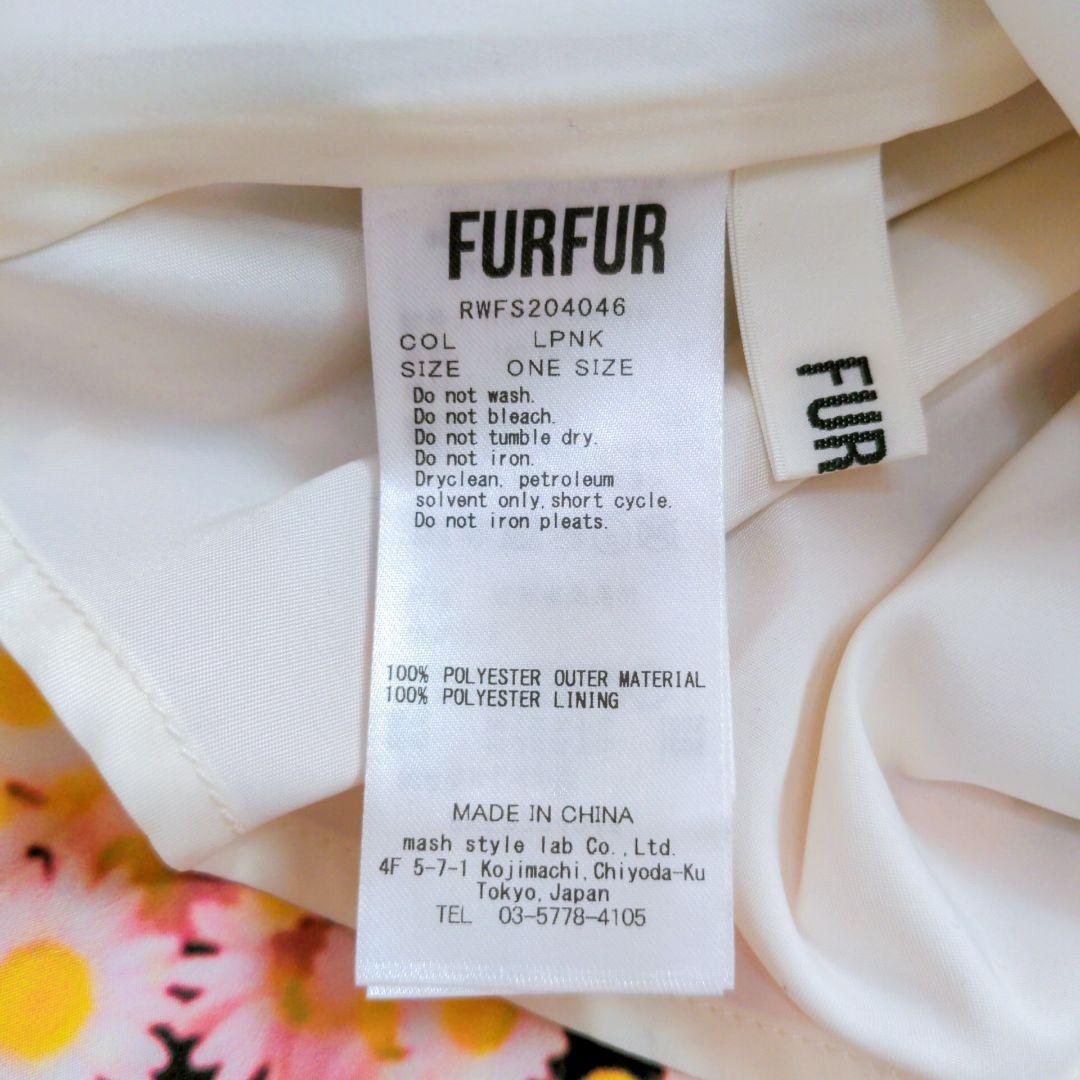 FURFUR
RWFS204046
COL LPNK
SIZE ONE SIZE
Do not wash.
Do not bleach.
Do not tumble dry.
Do not iron.
Dryclean, petroleum
solvent only, short cycle.
Do not iron pleats.
100% POLYESTER OUTER MATERIAL
100% POLYESTER LINING
MADE IN CHINA
mash style lab Co.,Ltd.
4F 5-7-1 Kojimachi, Chiyoda-Ku
Tokyo, Japan
TEL 03-5778-4105
FUR